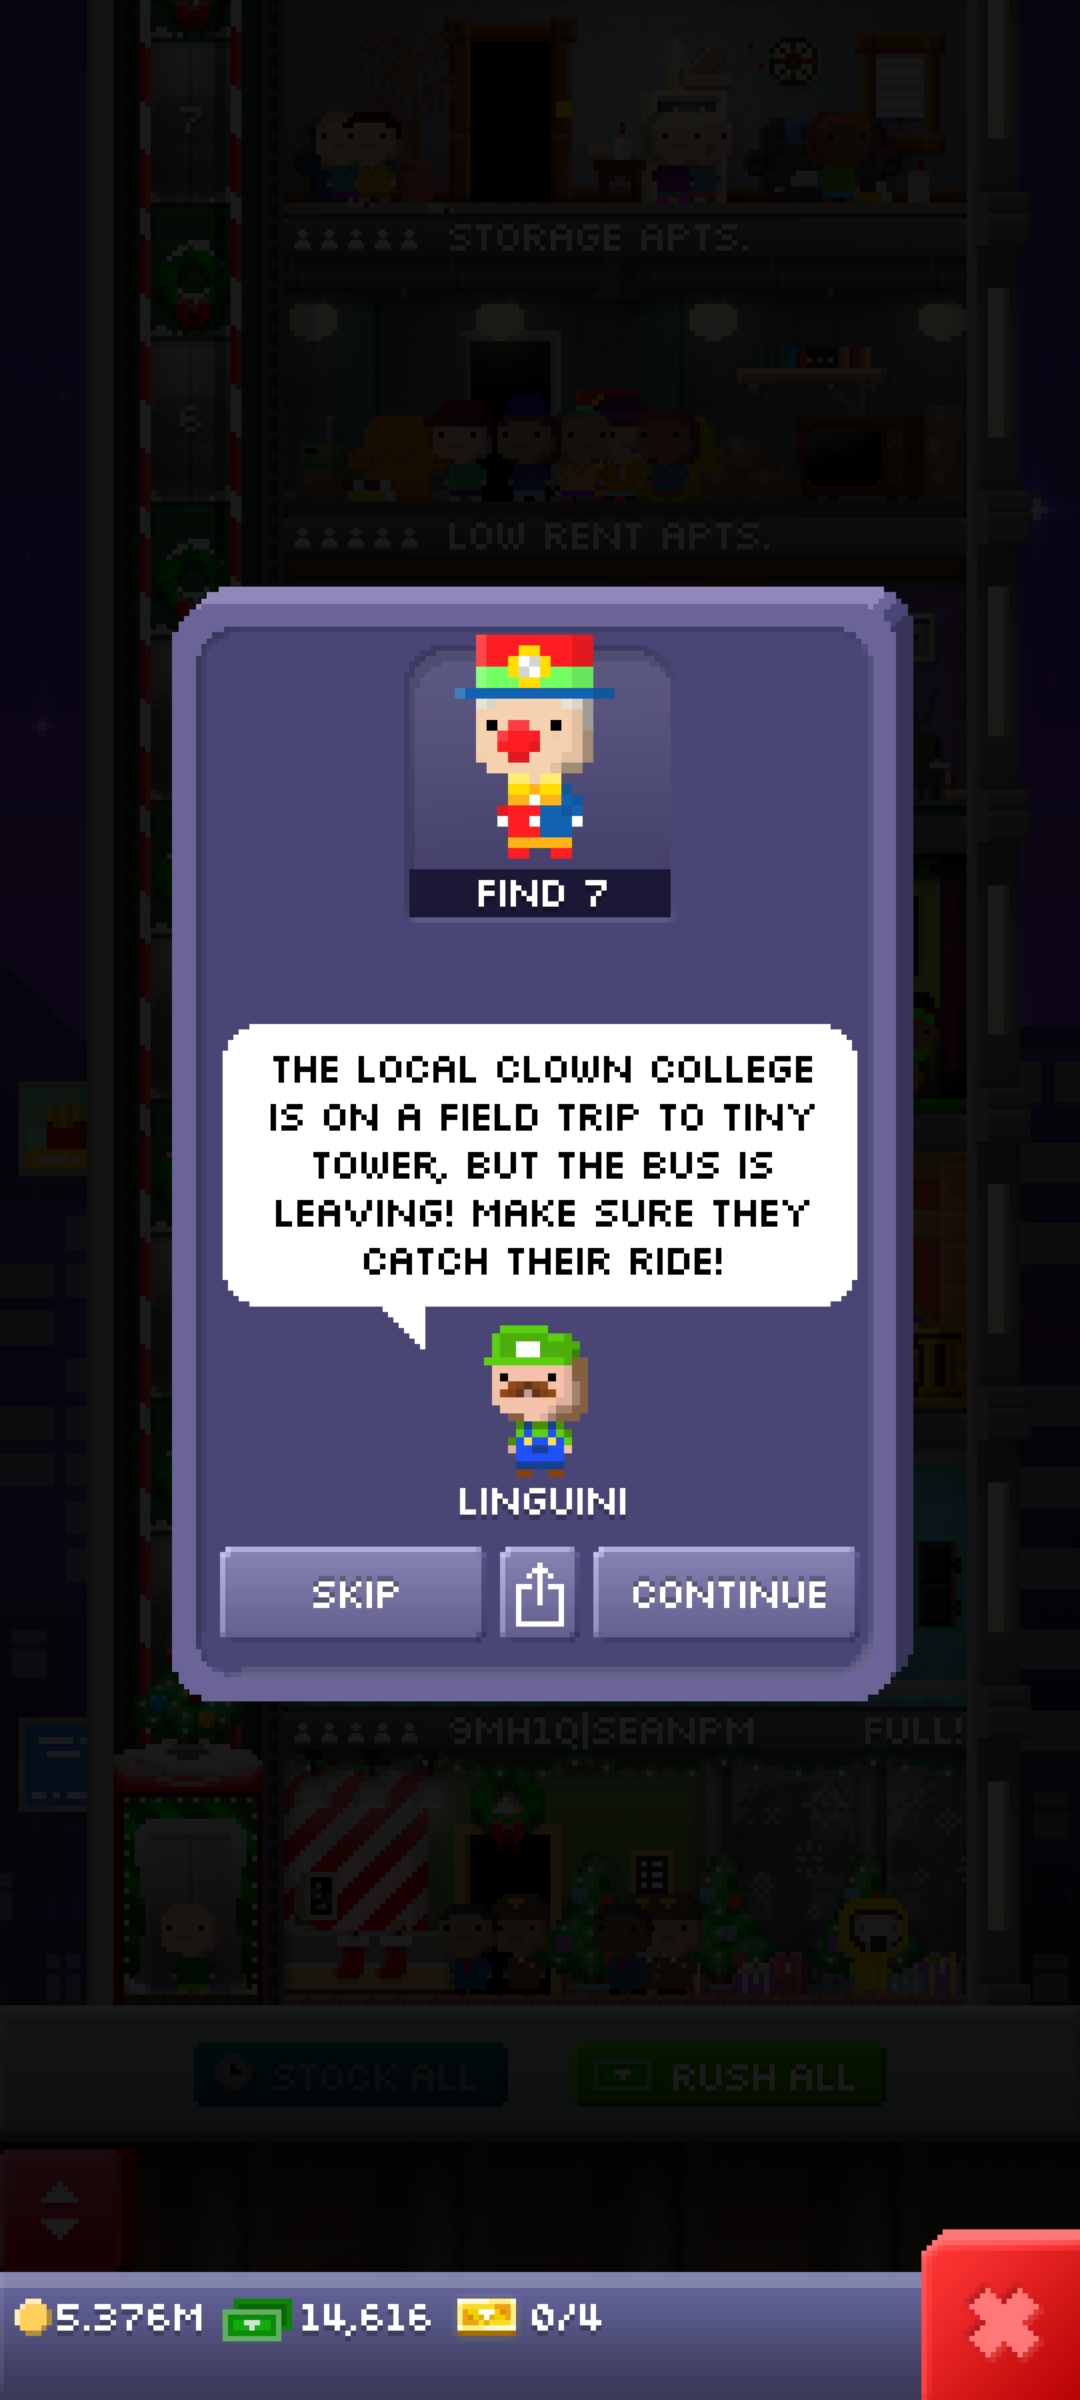 7
STORAGE APTS.
6
LOW RENT APTS.
FIND 7
THE LOCAL CLOWN COLLEGE
IS ON A FIELD TRIP TO TINY
TOWER, BUT THE BUS IS
LEAVING! MAKE SURE THEY
CATCH THEIR RIDE!
LINGUINI
SKIP
CONTINUE
9MH1Q|SEANPM FULL!
STOCK ALL
RUSH ALL
5.376M 14,616 0/4